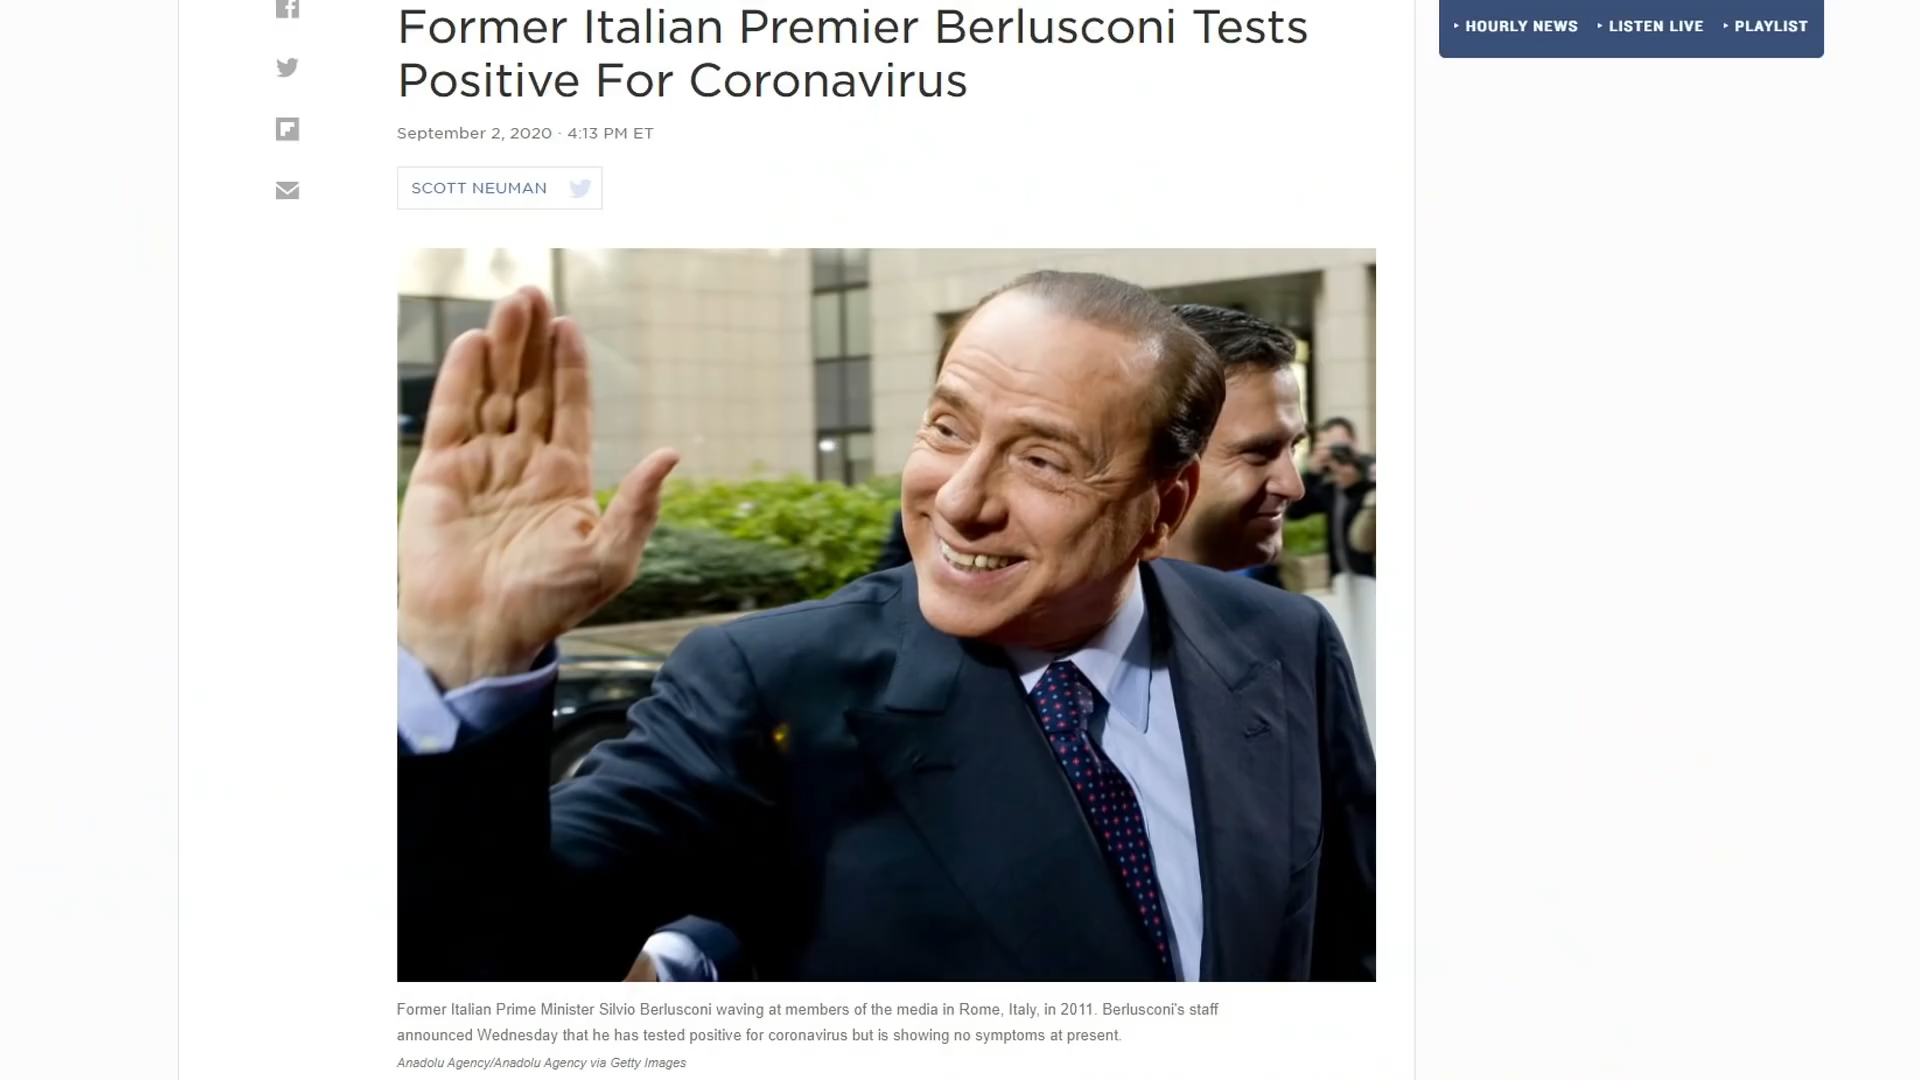 Former Italian Premier Berlusconi Tests
Positive For Coronavirus
September 2, 2020 · 4:13 PM ET
SCOTT NEUMAN
HOURLY NEWS
LISTEN LIVE
PLAYLIST
Former Italian Prime Minister Silvio Berlusconi waving at members of the media in Rome, Italy, in 2011. Berlusconi's staff
announced Wednesday that he has tested positive for coronavirus but is showing no symptoms at present.
Anadolu Agency/Anadolu Agency via Getty Images